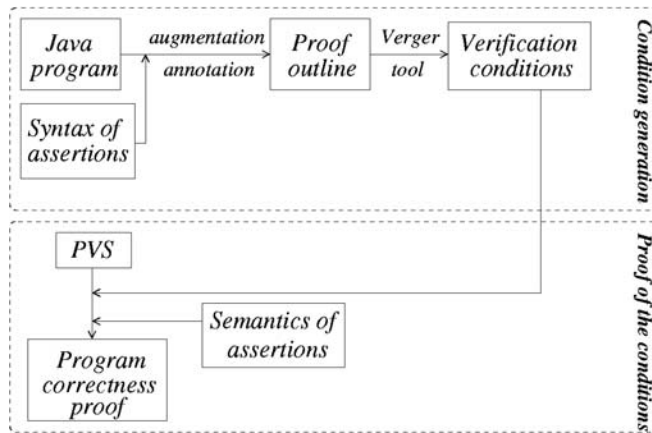 Java
program
augmentation
annotation
Proof
outline
Verger
tool
Verification
conditions
Syntax of
assertions
Condition generation
PVS
Semantics of
assertions
Program
correctness
proof
Proof of the conditions